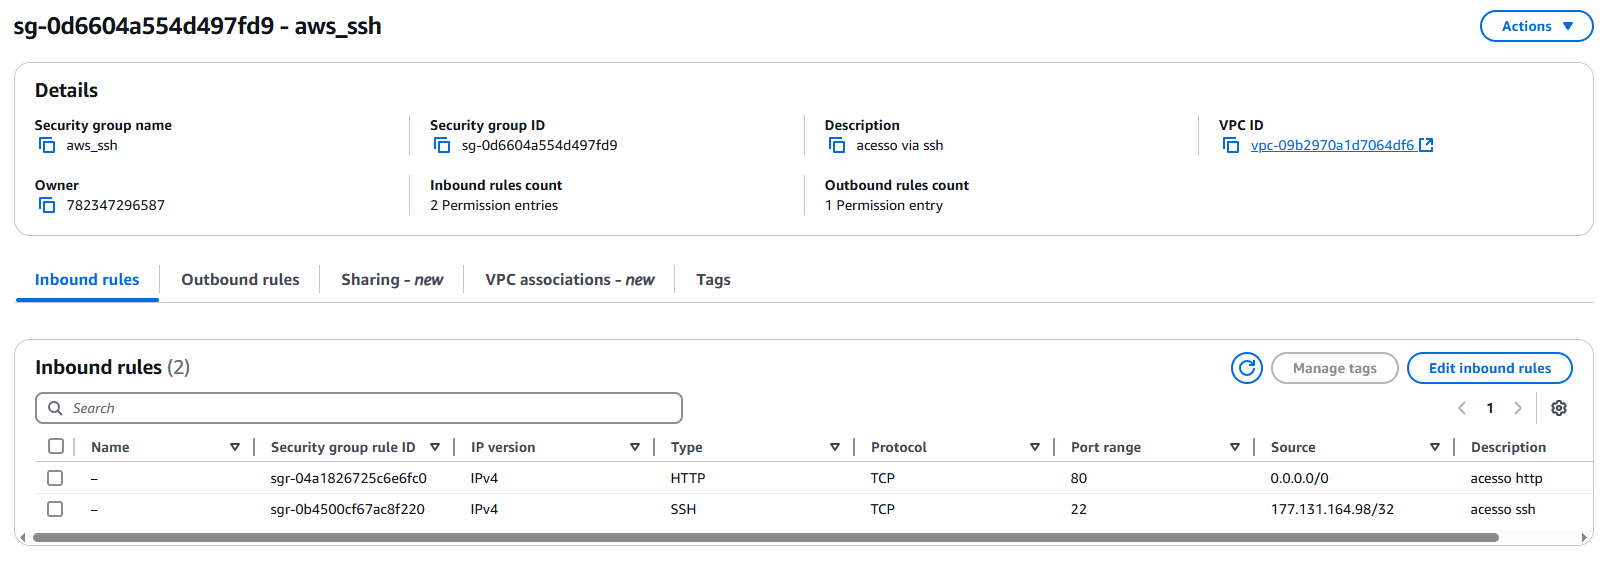 sg-0d6604a554d497fd9 - aws_ssh
Actions
Details
Security group name
aws_ssh
Security group ID
sg-0d6604a554d497fd9
Description
acesso via ssh
VPC ID
vpc-09b2970a1d7064df6
Owner
782347296587
Inbound rules count
2 Permission entries
Outbound rules count
1 Permission entry
Inbound rules
Outbound rules
Sharing - new
VPC associations - new
Tags
Inbound rules (2)
Manage tags
Edit inbound rules
Search
1
Name Security group rule ID IP version Type Protocol Port range Source Description
– sgr-04a1826725c6e6fc0 IPv4 HTTP TCP 80 0.0.0.0/0 acesso http
– sgr-0b4500cf67ac8f220 IPv4 SSH TCP 22 177.131.164.98/32 acesso ssh